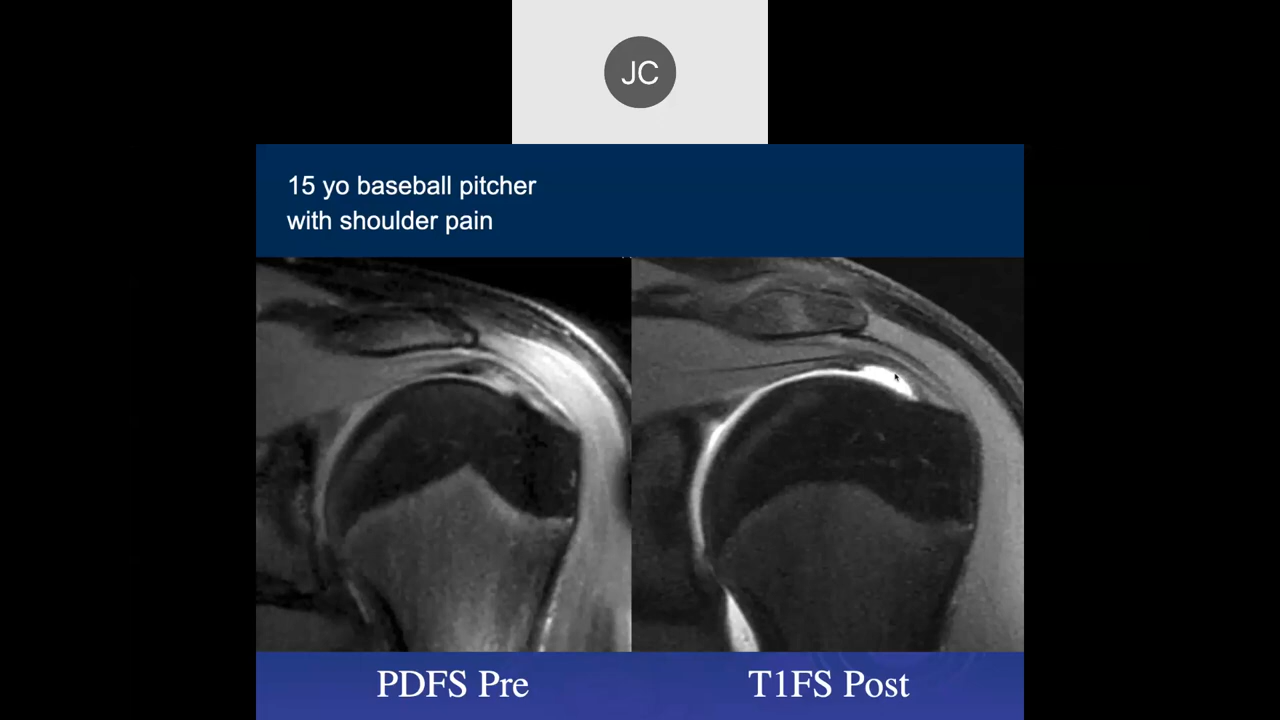 JC
15 yo baseball pitcher
with shoulder pain
PDFS Pre
T1FS Post